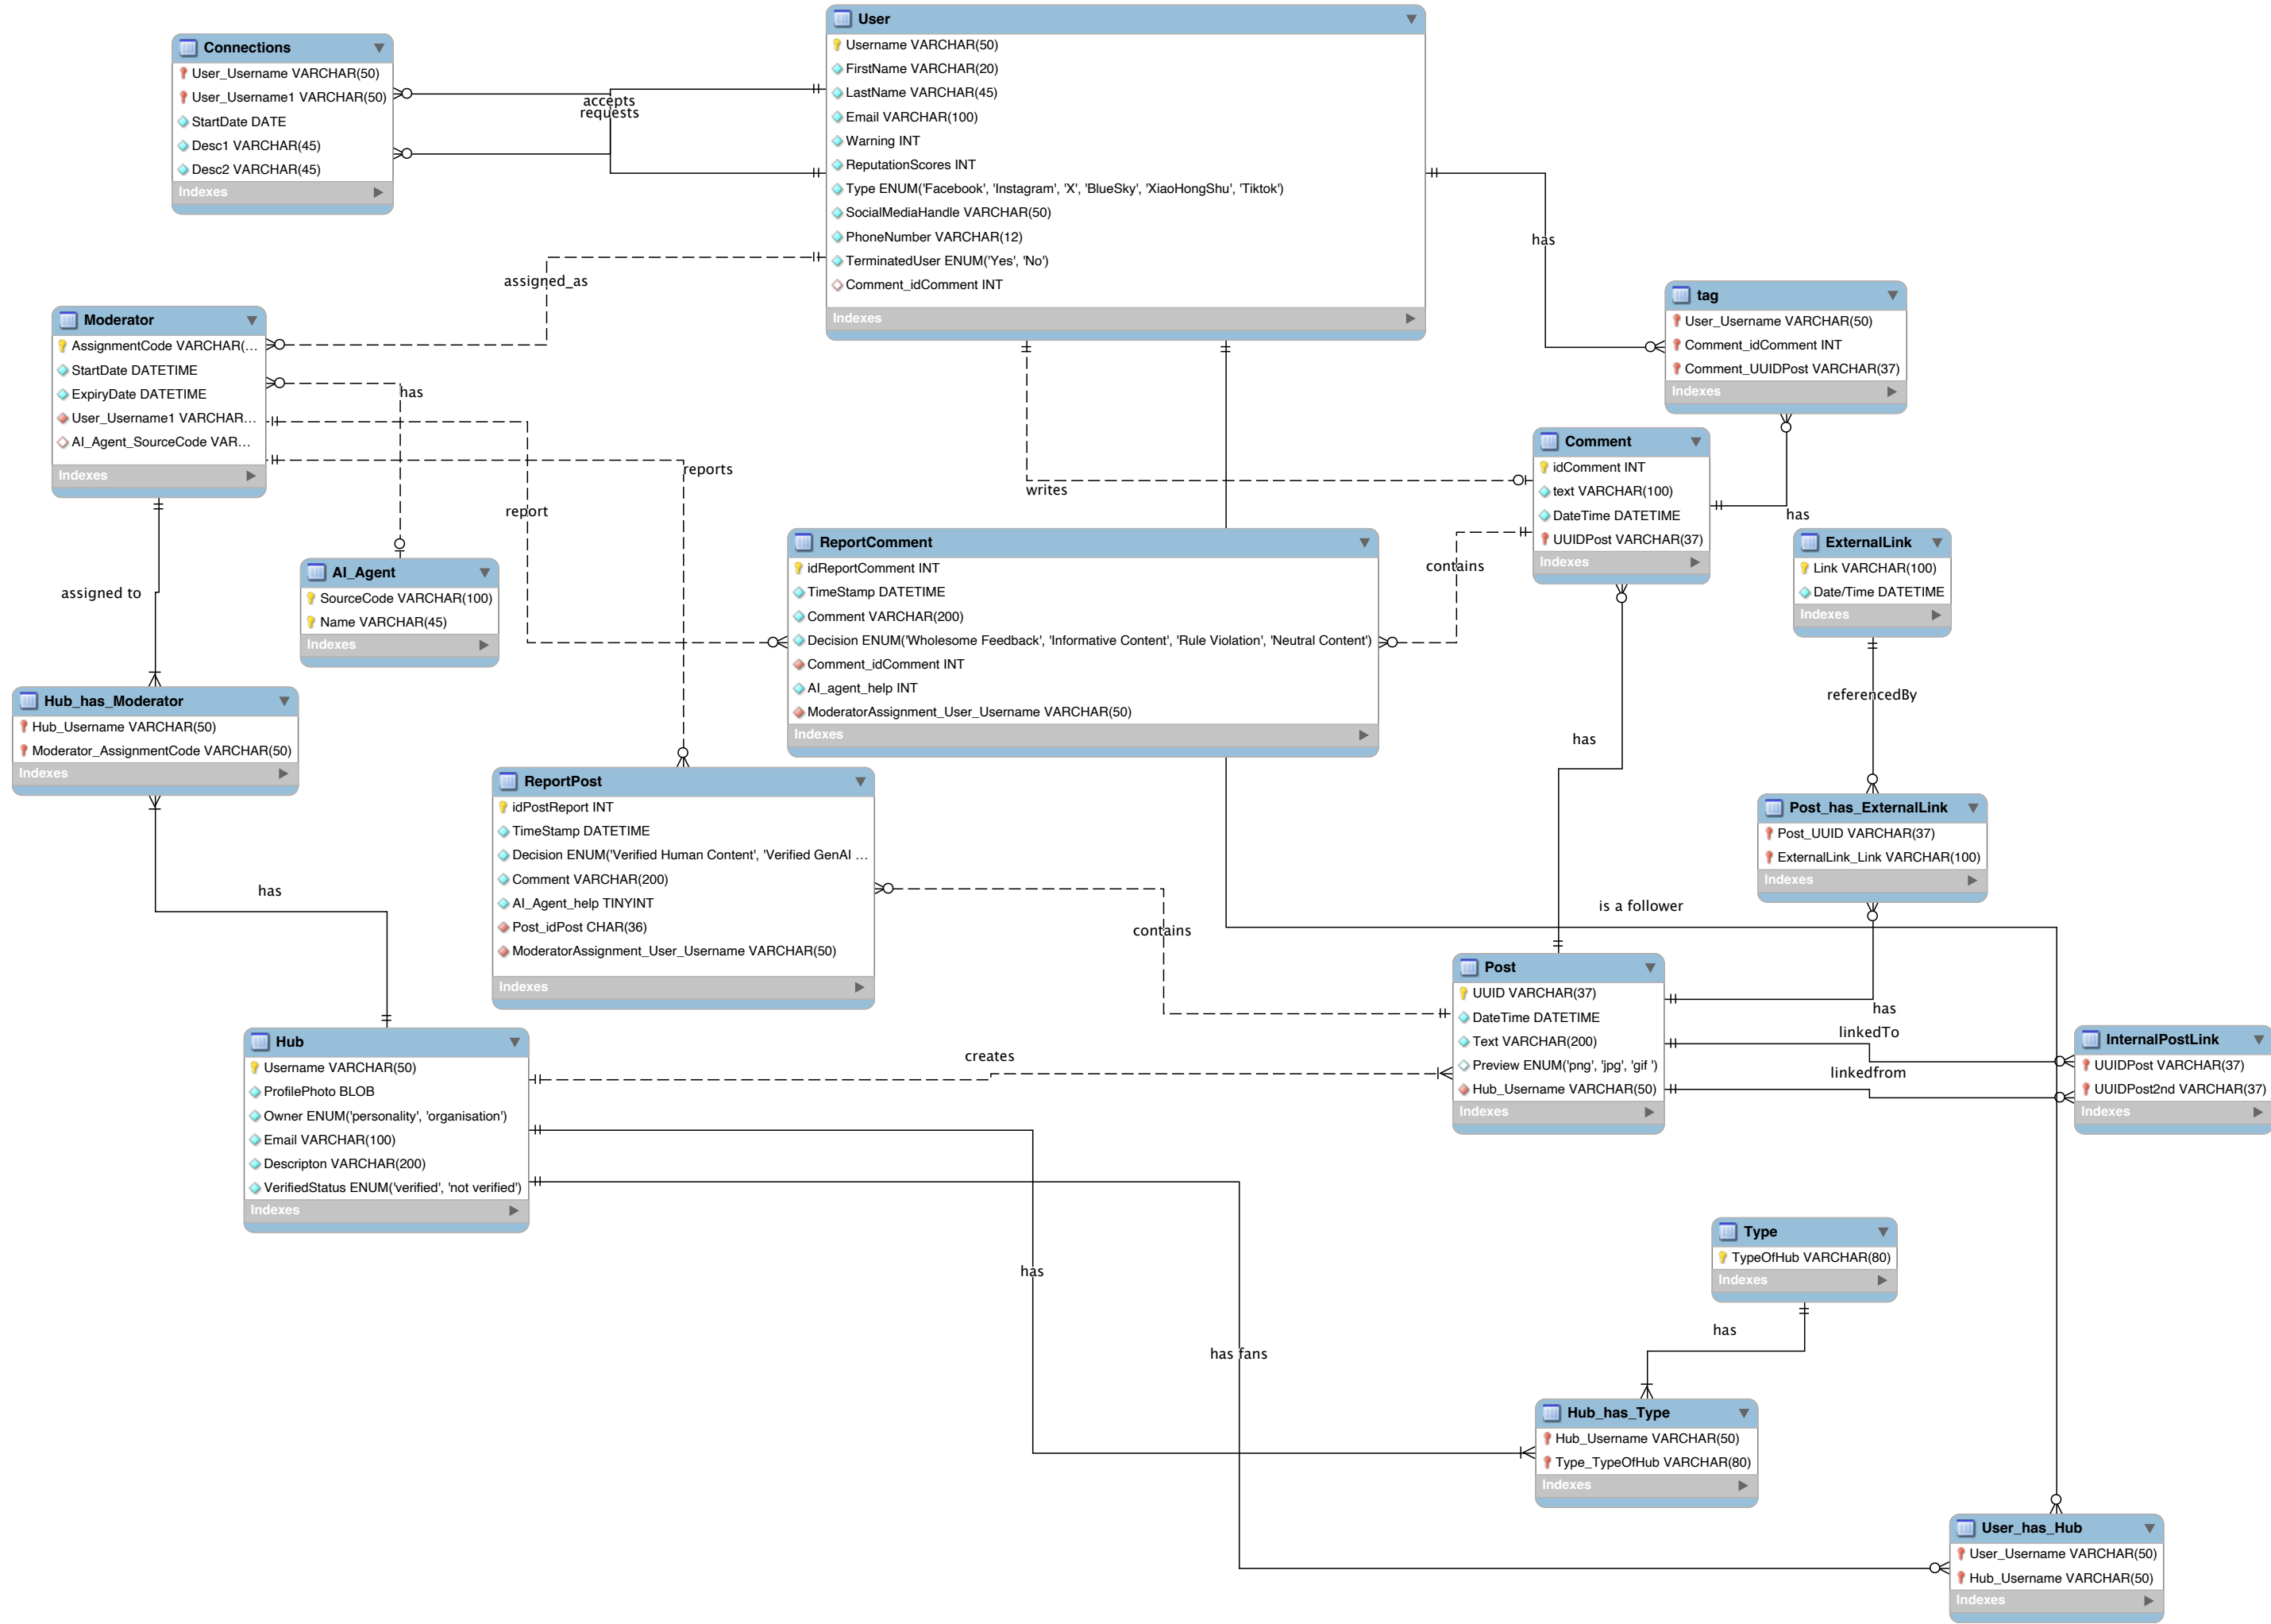 User
Username VARCHAR(50)
FirstName VARCHAR(20)
LastName VARCHAR(45)
Email VARCHAR(100)
Warning INT
ReputationScores INT
Type ENUM('Facebook', 'Instagram', 'X', 'BlueSky', 'XiaoHongShu', 'Tiktok')
SocialMediaHandle VARCHAR(50)
PhoneNumber VARCHAR(12)
TerminatedUser ENUM('Yes', 'No')
Comment_idComment INT
Indexes
Connections
User_Username VARCHAR(50)
User_Username1 VARCHAR(50)
StartDate DATE
Desc1 VARCHAR(45)
Desc2 VARCHAR(45)
Indexes
accepts
requests
has
assigned_as
tag
User_Username VARCHAR(50)
Comment_idComment INT
Comment_UUIDPost VARCHAR(37)
Indexes
Moderator
AssignmentCode VARCHAR(...
StartDate DATETIME
ExpiryDate DATETIME
User_Username1 VARCHAR...
AI_Agent_SourceCode VAR...
Indexes
has
reports
report
writes
Comment
idComment INT
text VARCHAR(100)
DateTime DATETIME
UUIDPost VARCHAR(37)
Indexes
has
contains
ReportComment
idReportComment INT
TimeStamp DATETIME
Comment VARCHAR(200)
Decision ENUM('Wholesome Feedback', 'Informative Content', 'Rule Violation', 'Neutral Content')
Comment_idComment INT
AI_agent_help INT
ModeratorAssignment_User_Username VARCHAR(50)
Indexes
ExternalLink
Link VARCHAR(100)
Date/Time DATETIME
Indexes
AI_Agent
SourceCode VARCHAR(100)
Name VARCHAR(45)
Indexes
assigned to
referencedBy
Hub_has_Moderator
Hub_Username VARCHAR(50)
Moderator_AssignmentCode VARCHAR(50)
Indexes
has
ReportPost
idPostReport INT
TimeStamp DATETIME
Decision ENUM('Verified Human Content', 'Verified GenAI ...
Comment VARCHAR(200)
AI_Agent_help TINYINT
Post_idPost CHAR(36)
ModeratorAssignment_User_Username VARCHAR(50)
Indexes
Post_has_ExternalLink
Post_UUID VARCHAR(37)
ExternalLink_Link VARCHAR(100)
Indexes
has
is a follower
contains
Post
UUID VARCHAR(37)
DateTime DATETIME
Text VARCHAR(200)
Preview ENUM('png', 'jpg', 'gif ')
Hub_Username VARCHAR(50)
Indexes
has
linkedTo
linkedfrom
InternalPostLink
UUIDPost VARCHAR(37)
UUIDPost2nd VARCHAR(37)
Indexes
Hub
Username VARCHAR(50)
ProfilePhoto BLOB
Owner ENUM('personality', 'organisation')
Email VARCHAR(100)
Descripton VARCHAR(200)
VerifiedStatus ENUM('verified', 'not verified')
Indexes
creates
has
has fans
Type
TypeOfHub VARCHAR(80)
Indexes
has
Hub_has_Type
Hub_Username VARCHAR(50)
Type_TypeOfHub VARCHAR(80)
Indexes
User_has_Hub
User_Username VARCHAR(50)
Hub_Username VARCHAR(50)
Indexes